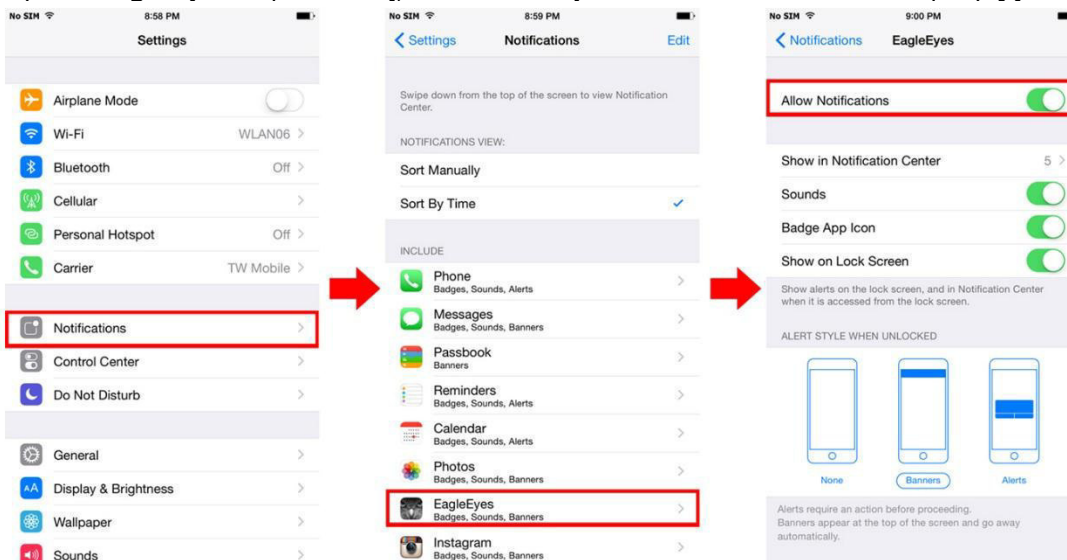 No SIM 8:58 PM
Settings
Airplane Mode
Wi-Fi WLAN06
Bluetooth Off
Cellular
Personal Hotspot Off
Carrier TW Mobile
Notifications
Control Center
Do Not Disturb
General
AA Display & Brightness
Wallpaper
Sounds
No SIM 8:59 PM
Settings Notifications Edit
Swipe down from the top of the screen to view Notification
Center.
NOTIFICATIONS VIEW:
Sort Manually
Sort By Time
INCLUDE
Phone
Badges, Sounds, Alerts
Messages
Badges, Sounds, Banners
Passbook
Banners
Reminders
Badges, Sounds, Alerts
Calendar
Badges, Sounds, Alerts
Photos
Badges, Sounds, Banners
EagleEyes
Badges, Sounds, Banners
Instagram
Badges, Sounds, Banners
No SIM 9:00 PM
Notifications EagleEyes
Allow Notifications
Show in Notification Center 5
Sounds
Badge App Icon
Show on Lock Screen
Show alerts on the lock screen, and in Notification Center
when it is accessed from the lock screen.
ALERT STYLE WHEN UNLOCKED
None Banners Alerts
Alerts require an action before proceeding.
Banners appear at the top of the screen and go away
automatically.